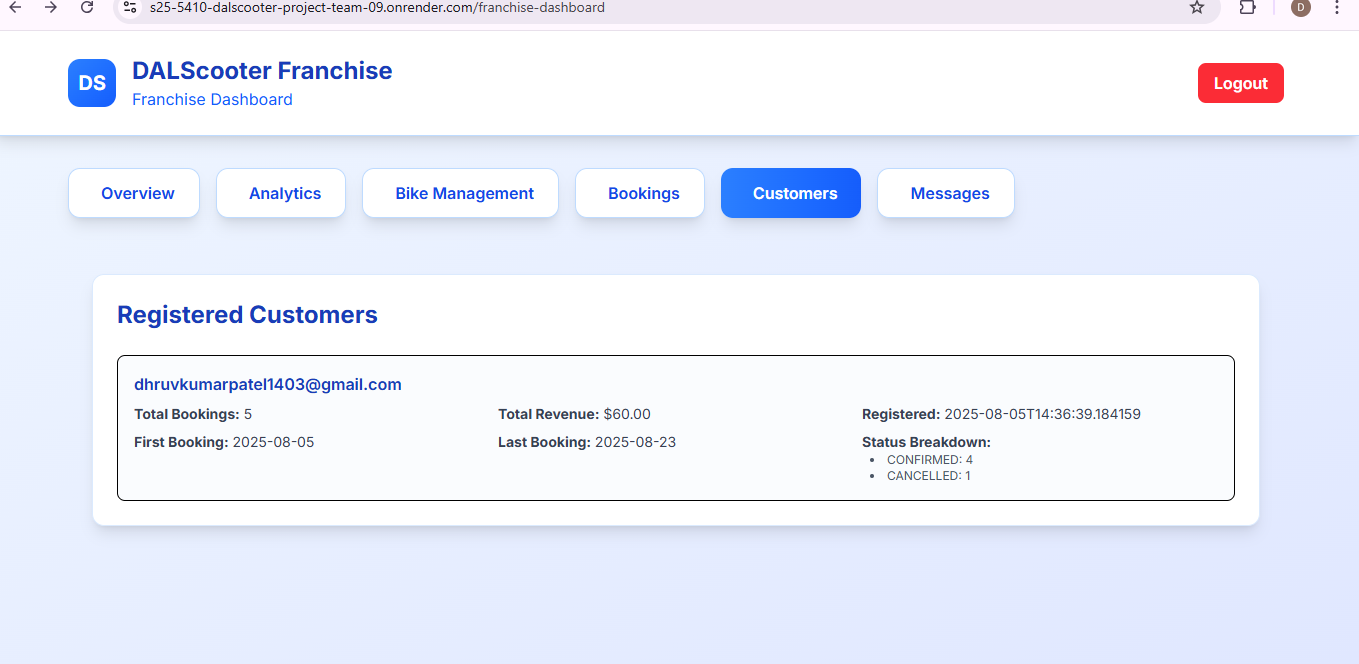 s25-5410-dalscooter-project-team-09.onrender.com/franchise-dashboard
D
DS
DALScooter Franchise
Franchise Dashboard
Logout
Overview
Analytics
Bike Management
Bookings
Customers
Messages
Registered Customers
dhruvkumarpatel1403@gmail.com
Total Bookings: 5
Total Revenue: $60.00
Registered: 2025-08-05T14:36:39.184159
First Booking: 2025-08-05
Last Booking: 2025-08-23
Status Breakdown:
• CONFIRMED: 4
• CANCELLED: 1